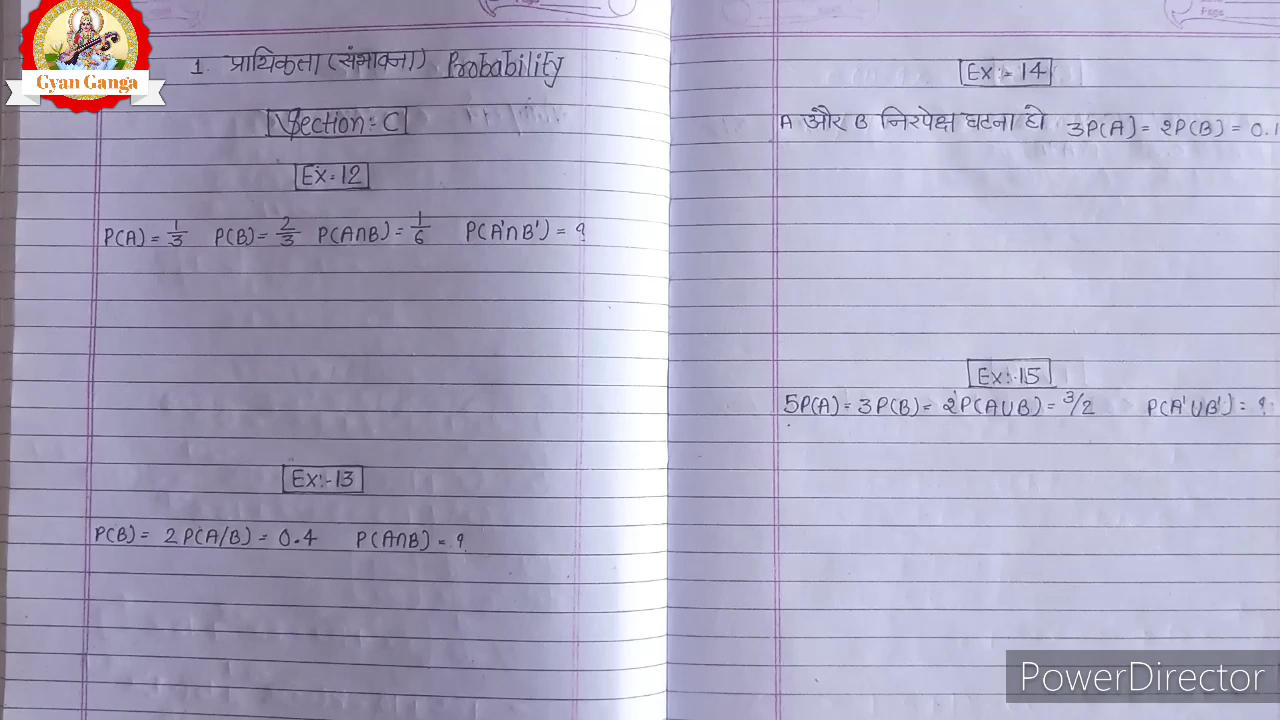 Gyan Ganga
1. प्रायिकता (संभावना) Probability
Section:- C
Ex:- 12
P(A) = 1/3 P(B) = 2/3 P(A∩B) = 1/6 P(A'∩B') = ?
Ex:- 13
P(B) = 2P(A/B) = 0.4 P(A∩B) = ?
Page
Ex:- 14
A और B निरपेक्ष घटना हो 3P(A) = 2P(B) = 0.1
Ex:- 15
5P(A) = 3P(B) = 2P(A∪B) = 3/2 P(A'∪B') = ?
PowerDirector